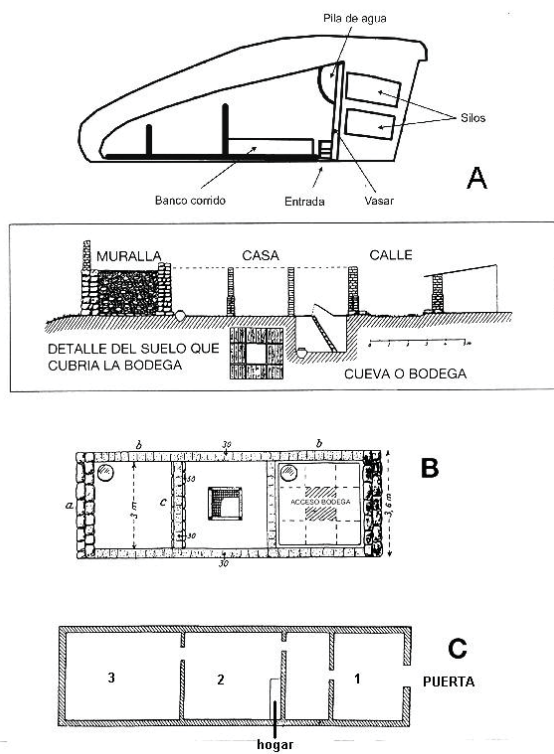 Pila de agua
Silos
Banco corrido
Entrada
Vasar
A
MURALLA
CASA
CALLE
DETALLE DEL SUELO QUE
CUBRIA LA BODEGA
CUEVA O BODEGA
B
b
30
b
a
3 m
c
30
30
ACCESO BODEGA
3,6 m
30
C
3
2
1
PUERTA
hogar